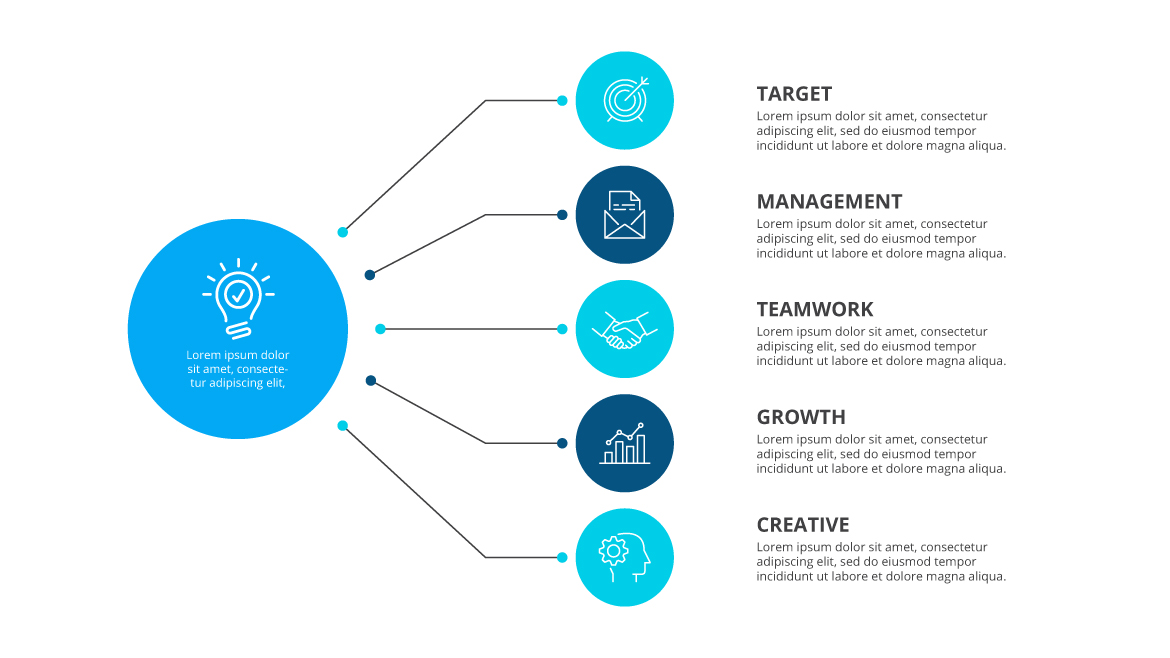 Lorem ipsum dolor
sit amet, consecte-
tur adipiscing elit,
TARGET
Lorem ipsum dolor sit amet, consectetur
adipiscing elit, sed do eiusmod tempor
incididunt ut labore et dolore magna aliqua.
MANAGEMENT
Lorem ipsum dolor sit amet, consectetur
adipiscing elit, sed do eiusmod tempor
incididunt ut labore et dolore magna aliqua.
TEAMWORK
Lorem ipsum dolor sit amet, consectetur
adipiscing elit, sed do eiusmod tempor
incididunt ut labore et dolore magna aliqua.
GROWTH
Lorem ipsum dolor sit amet, consectetur
adipiscing elit, sed do eiusmod tempor
incididunt ut labore et dolore magna aliqua.
CREATIVE
Lorem ipsum dolor sit amet, consectetur
adipiscing elit, sed do eiusmod tempor
incididunt ut labore et dolore magna aliqua.